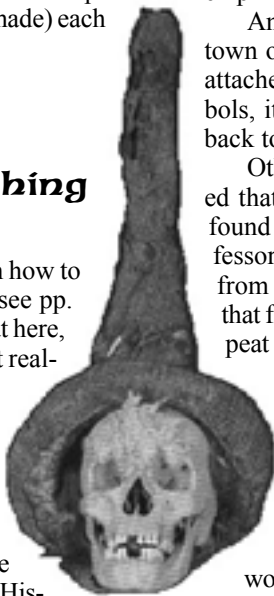 made) each
hing
n how to
see pp.
t here,
t real-
e
His-
An
town o
attache
bols, it
back to
Ot
ed that
found
fessor
from
that f
peat
wo